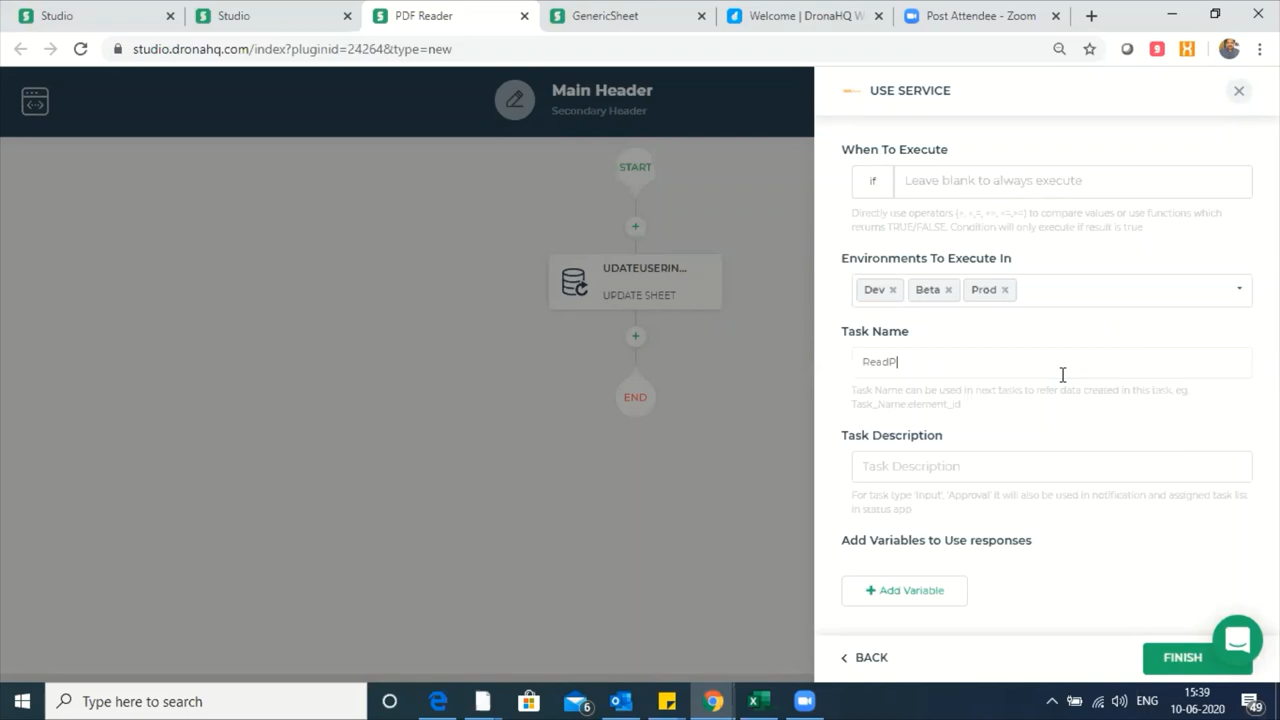 Studio
Studio
PDF Reader
GenericSheet
Welcome | DronaHQ W
Post Attendee - Zoom
studio.dronahq.com/index?pluginid=24264&type=new
Main Header
Secondary Header
USE SERVICE
When To Execute
if
Leave blank to always execute
Directly use operators (>, <,=, <>, <=,>=) to compare values or use functions which
returns TRUE/FALSE. Condition will only execute if result is true
START
Environments To Execute In
UDATEUSERIN...
UPDATE SHEET
Dev
Beta
Prod
Task Name
ReadP
Task Name can be used in next tasks to refer data created in this task, eg.
Task_Name.element_id
END
Task Description
Task Description
For task type 'Input', 'Approval' it will also be used in notification and assigned task list
in status app
Add Variables to Use responses
+ Add Variable
BACK
FINISH
Type here to search
6
ENG
15:39
10-06-2020
49